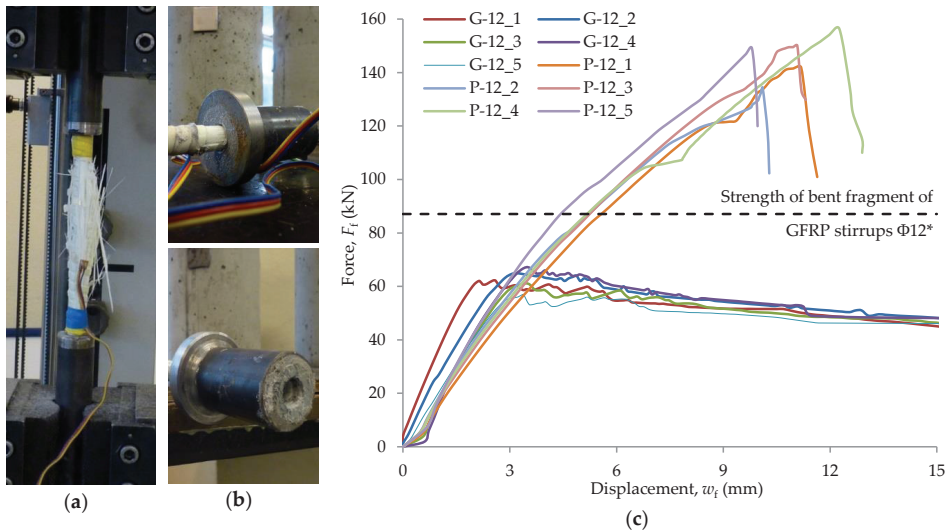 (a)
(b)
160
140
120
100
80
60
40
20
0
Force, Ff (kN)
G-12_1 G-12_2
G-12_3 G-12_4
G-12_5 P-12_1
P-12_2 P-12_3
P-12_4 P-12_5
Strength of bent fragment of
GFRP stirrups Φ12*
0 3 6 9 12 15
Displacement, wf (mm)
(c)